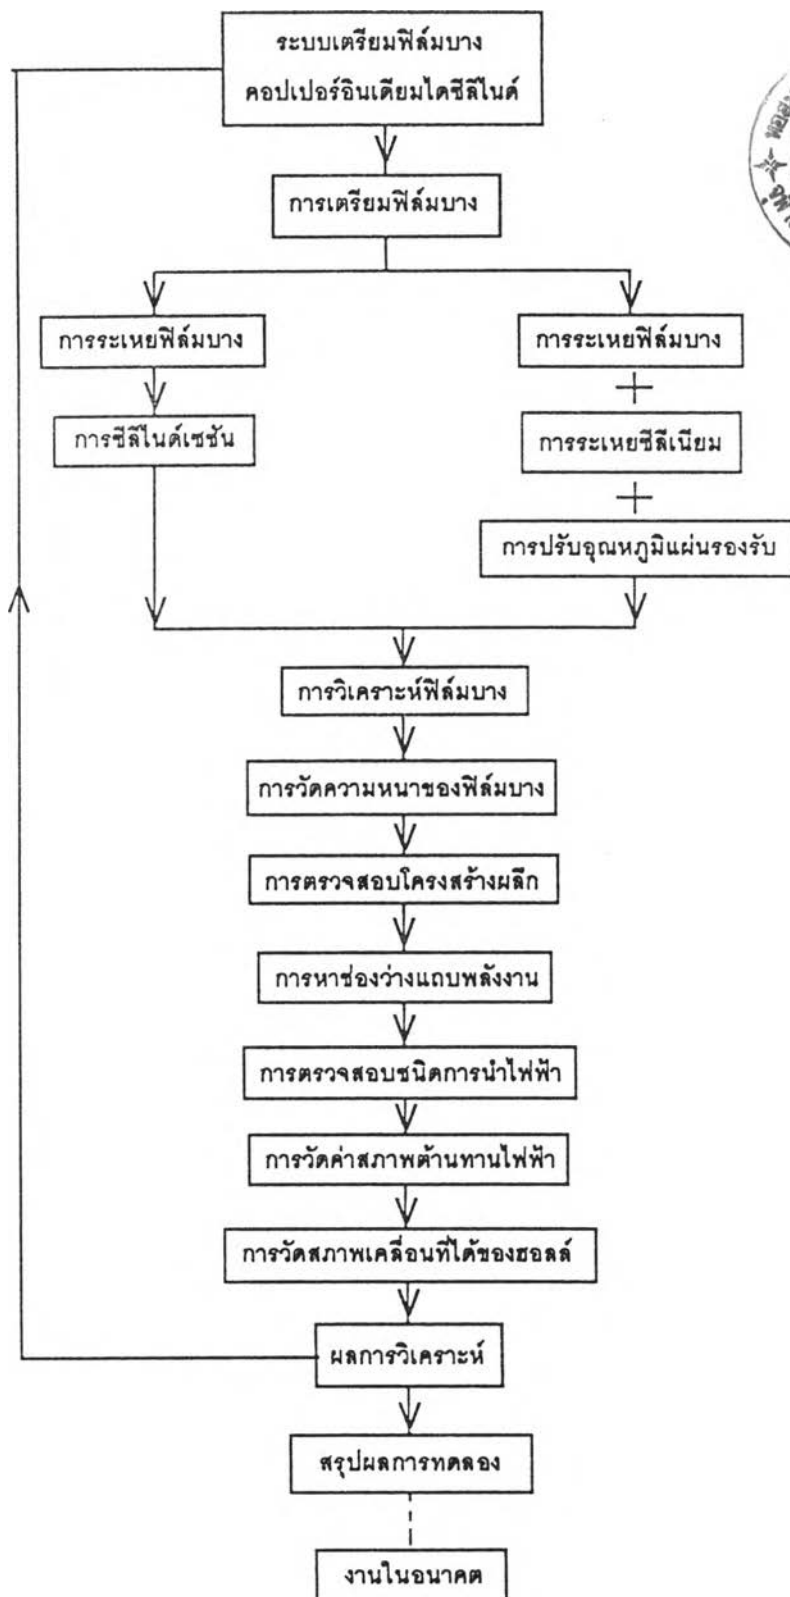 ระบบเตรียมฟิล์มบาง
คอปเปอร์อินเดียมไดซีลีไนด์
การเตรียมฟิล์มบาง
การระเหยฟิล์มบาง
การระเหยฟิล์มบาง
+
การซีลีไนด์เซชัน
การระเหยซีลีเนียม
+
การปรับอุณหภูมิแผ่นรองรับ
การวิเคราะห์ฟิล์มบาง
การวัดความหนาของฟิล์มบาง
การตรวจสอบโครงสร้างผลึก
การหาช่องว่างแถบพลังงาน
การตรวจสอบชนิดการนำไฟฟ้า
การวัดค่าสภาพต้านทานไฟฟ้า
การวัดสภาพเคลื่อนที่ได้ของฮอลล์
ผลการวิเคราะห์
สรุปผลการทดลอง
งานในอนาคต